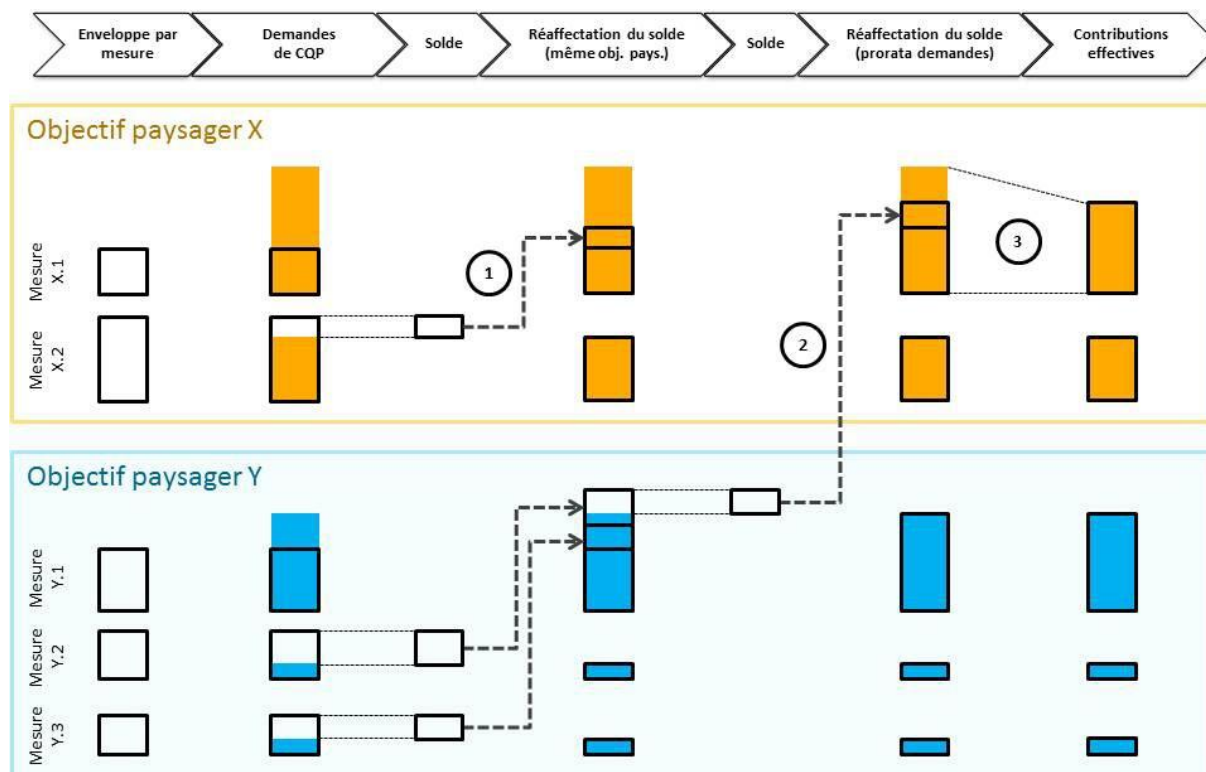 Enveloppe par
mesure
Demandes
de CQP
Solde
Réaffectation du solde
(même obj. pays.)
Solde
Réaffectation du solde
(prorata demandes)
Contributions
effectives
Objectif paysager X
Mesure
X.1
1
3
Mesure
X.2
2
Objectif paysager Y
Mesure
Y.1
Mesure
Y.2
Mesure
Y.3